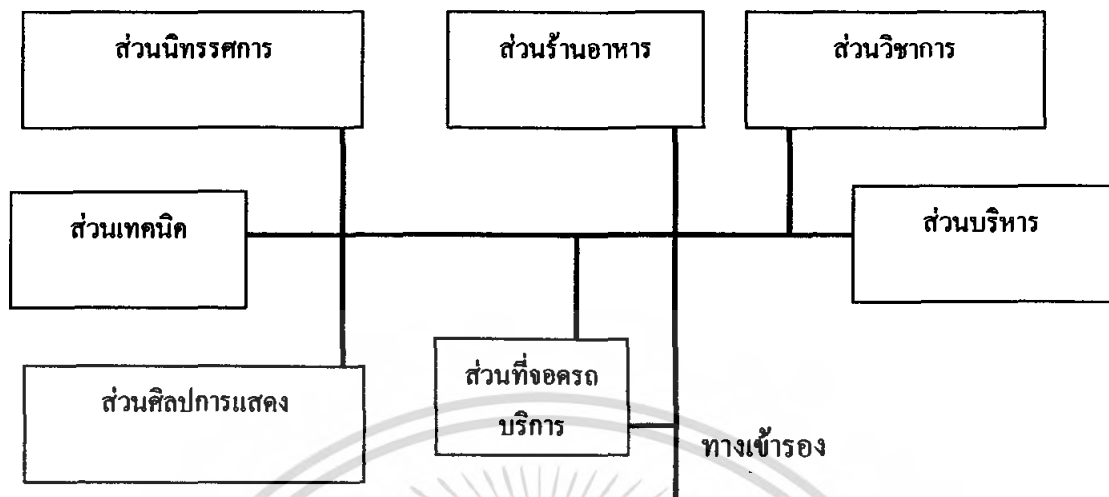 ส่วนนิทรรศการ
ส่วนร้านอาหาร
ส่วนวิชาการ
ส่วนเทคนิค
ส่วนบริหาร
ส่วนศิลปการแสดง
ส่วนที่จอดรถ
บริการ
ทางเข้ารอง